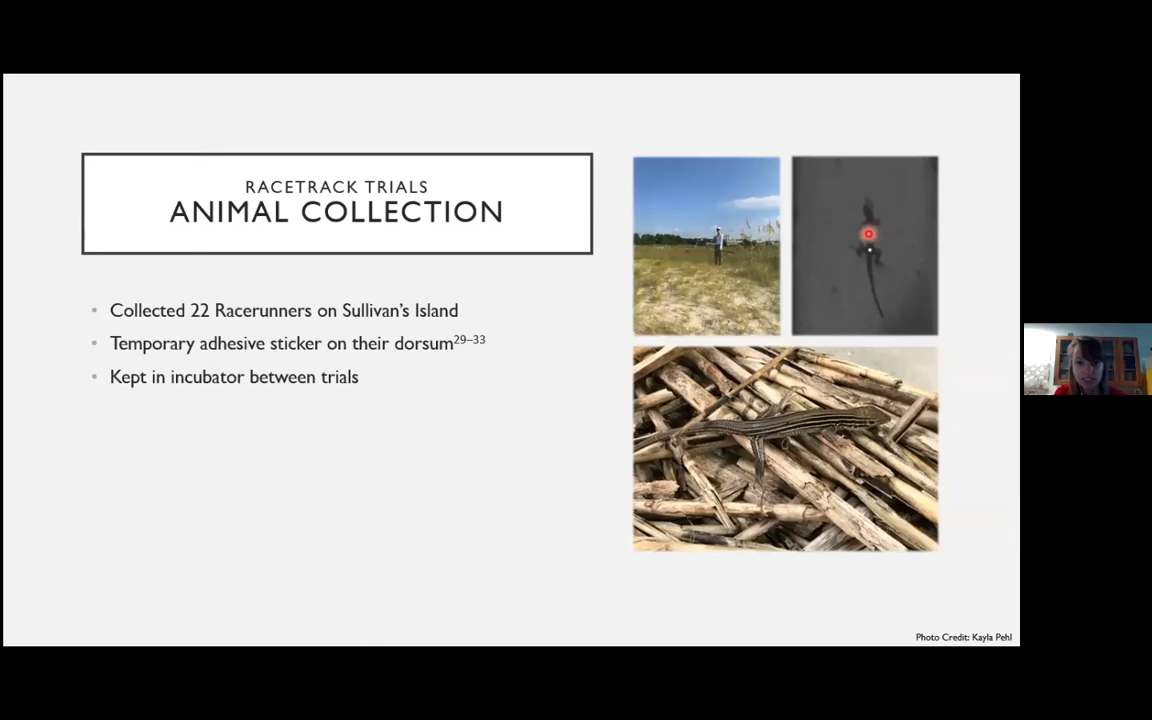 RACETRACK TRIALS
ANIMAL COLLECTION
• Collected 22 Racerunners on Sullivan's Island
• Temporary adhesive sticker on their dorsum29–33
• Kept in incubator between trials
Photo Credit: Kayla Pehl